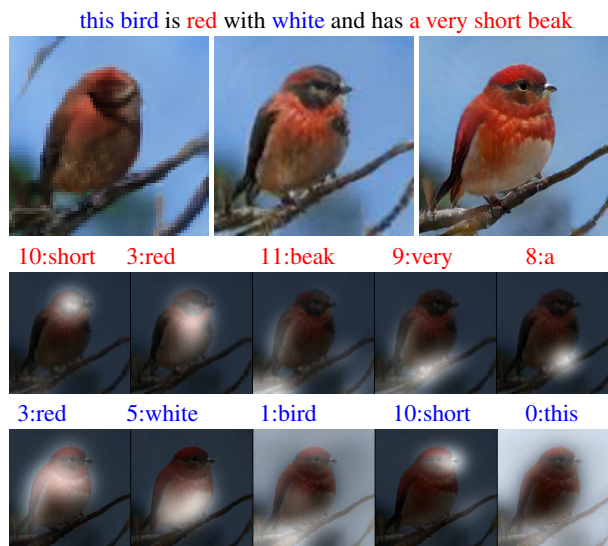 this bird is red with white and has a very short beak
10:short 3:red 11:beak 9:very 8:a
3:red 5:white 1:bird 10:short 0:this